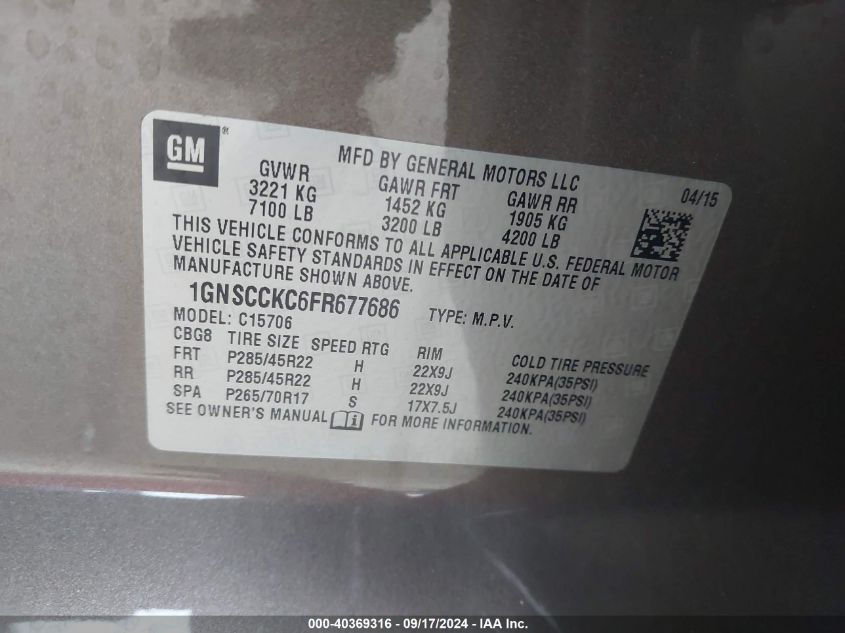 GM®
MFD BY GENERAL MOTORS LLC
04/15
GVWR GAWR FRT GAWR RR
3221 KG 1452 KG 1905 KG
7100 LB 3200 LB 4200 LB
THIS VEHICLE CONFORMS TO ALL APPLICABLE U.S. FEDERAL MOTOR
VEHICLE SAFETY STANDARDS IN EFFECT ON THE DATE OF
MANUFACTURE SHOWN ABOVE.
1GNSCCKC6FR677686 TYPE: M.P.V.
MODEL: C15706
CBG8 TIRE SIZE SPEED RTG RIM COLD TIRE PRESSURE
FRT P285/45R22 H 22X9J 240KPA(35PSI)
RR P285/45R22 H 22X9J 240KPA(35PSI)
SPA P265/70R17 S 17X7.5J 240KPA(35PSI)
SEE OWNER'S MANUAL FOR MORE INFORMATION.
000-40369316 - 09/17/2024 - IAA Inc.